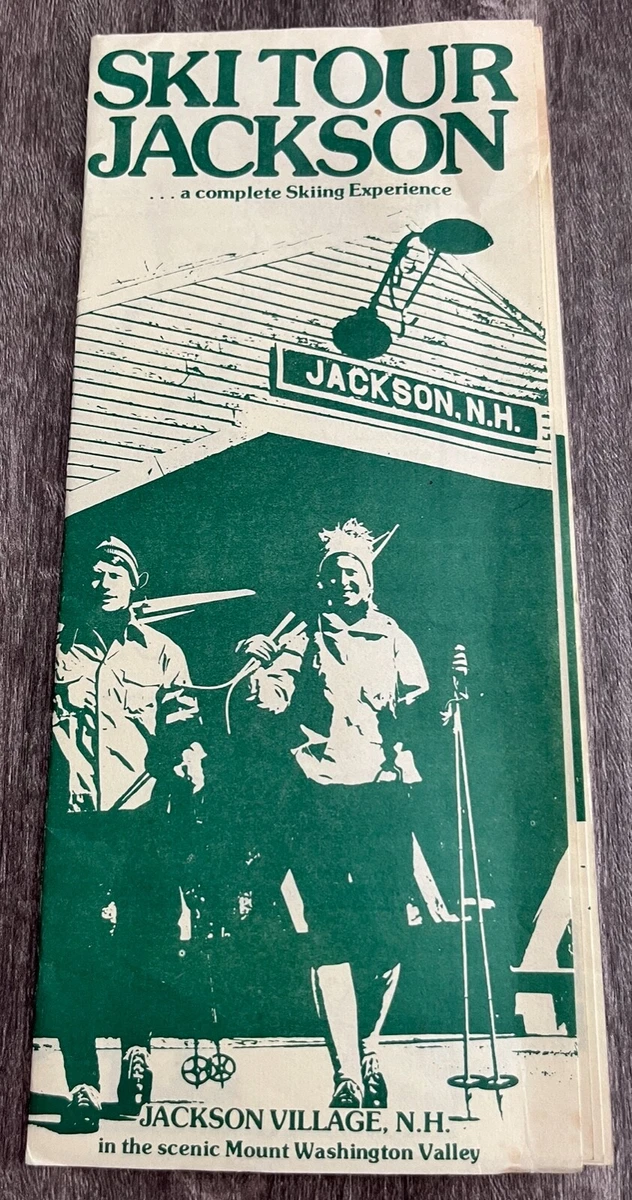 SKI TOUR
JACKSON
... a complete Skiing Experience
JACKSON, N.H.
JACKSON VILLAGE, N.H.
in the scenic Mount Washington Valley